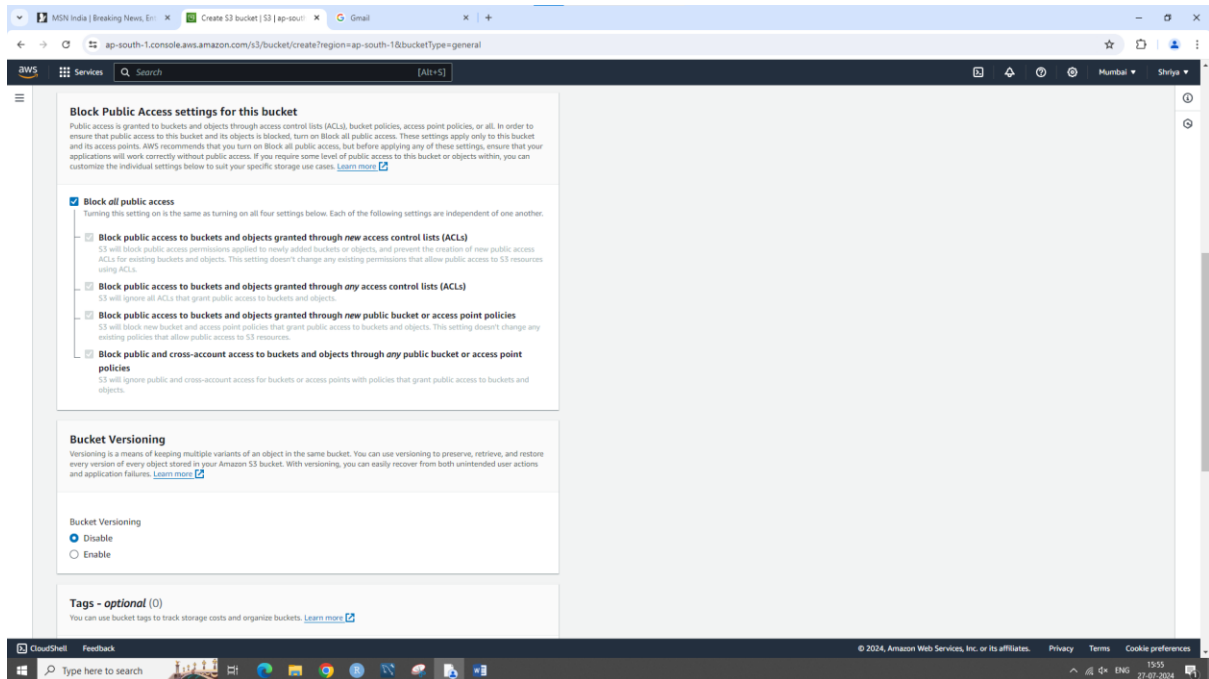 MSN India | Breaking News, Ent
Create S3 bucket | S3 | ap-south
Gmail
ap-south-1.console.aws.amazon.com/s3/bucket/create?region=ap-south-1&bucketType=general
aws
Services
Search
[Alt+S]
Mumbai
Shriya
Block Public Access settings for this bucket
Public access is granted to buckets and objects through access control lists (ACLs), bucket policies, access point policies, or all. In order to
ensure that public access to this bucket and its objects is blocked, turn on Block all public access. These settings apply only to this bucket
and its access points. AWS recommends that you turn on Block all public access, but before applying any of these settings, ensure that your
applications will work correctly without public access. If you require some level of public access to this bucket or objects within, you can
customize the individual settings below to suit your specific storage use cases. Learn more
Block all public access
Turning this setting on is the same as turning on all four settings below. Each of the following settings are independent of one another.
Block public access to buckets and objects granted through new access control lists (ACLs)
S3 will block public access permissions applied to newly added buckets or objects, and prevent the creation of new public access
ACLs for existing buckets and objects. This setting doesn't change any existing permissions that allow public access to S3 resources
using ACLs.
Block public access to buckets and objects granted through any access control lists (ACLs)
S3 will ignore all ACLs that grant public access to buckets and objects.
Block public access to buckets and objects granted through new public bucket or access point policies
S3 will block new bucket and access point policies that grant public access to buckets and objects. This setting doesn't change any
existing policies that allow public access to S3 resources.
Block public and cross-account access to buckets and objects through any public bucket or access point
policies
S3 will ignore public and cross-account access for buckets or access points with policies that grant public access to buckets and
objects.
Bucket Versioning
Versioning is a means of keeping multiple variants of an object in the same bucket. You can use versioning to preserve, retrieve, and restore
every version of every object stored in your Amazon S3 bucket. With versioning, you can easily recover from both unintended user actions
and application failures. Learn more
Bucket Versioning
Disable
Enable
Tags - optional (0)
You can use bucket tags to track storage costs and organize buckets. Learn more
CloudShell
Feedback
© 2024, Amazon Web Services, Inc. or its affiliates.
Privacy
Terms
Cookie preferences
Type here to search
ENG
15:55
27-07-2024